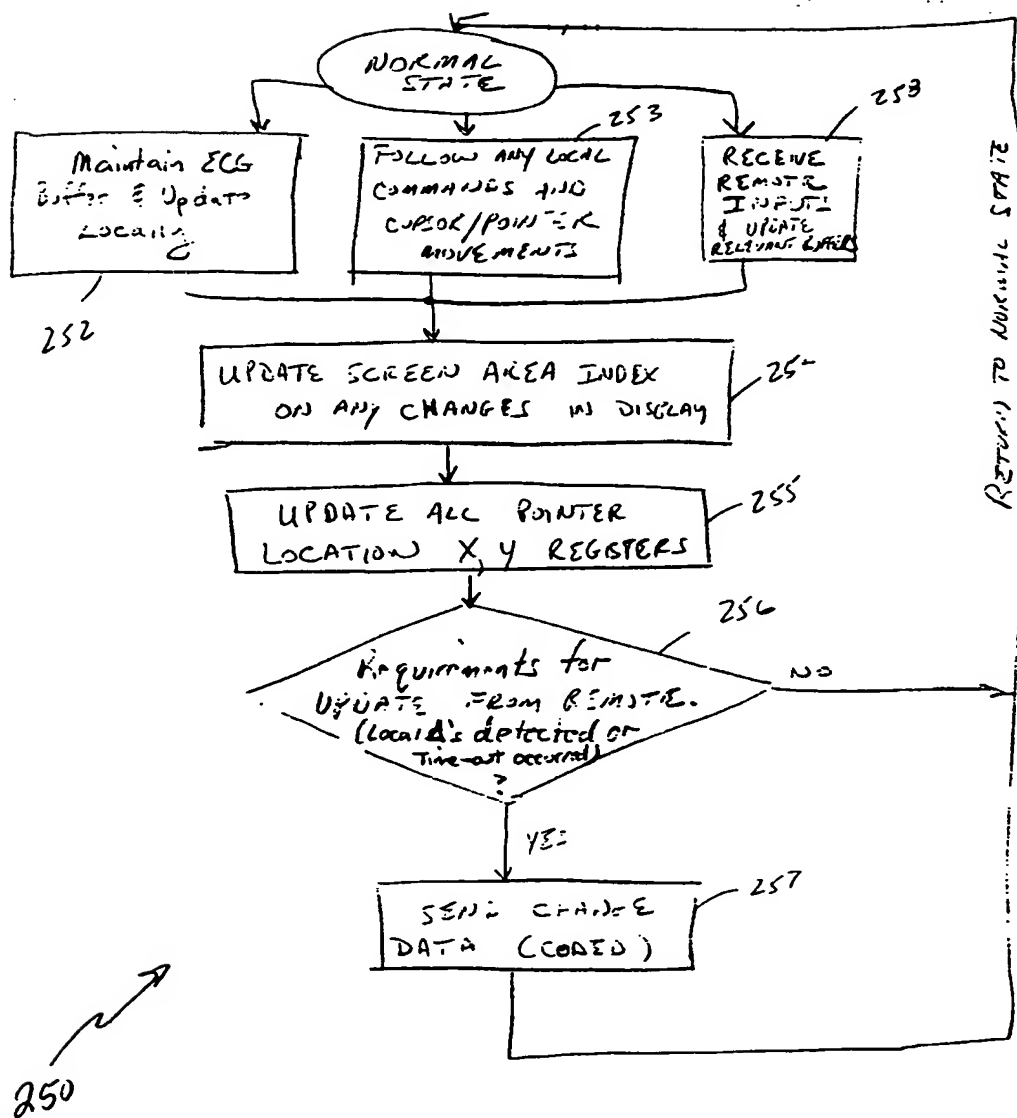 NORMAL
STATE
253
258
Maintain ECG
Buffer & Update
Locally
FOLLOW ANY LOCAL
COMMANDS AND
CURSOR/POINTER
MOVEMENTS
RECEIVE
REMOTE
INPUTS
& UPDATE
RELEVANT BUFFERS
252
UPDATE SCREEN AREA INDEX
ON ANY CHANGES IN DISPLAY
RETURN TO NORMAL STATE
UPDATE ALL POINTER
LOCATION X, Y REGISTERS
255
256
Requirements for
UPDATE FROM REMOTE.
(Local Δ's detected or
Time-out occurred)
?
NO
YES
257
SEND CHANGE
DATA (CODED)
250